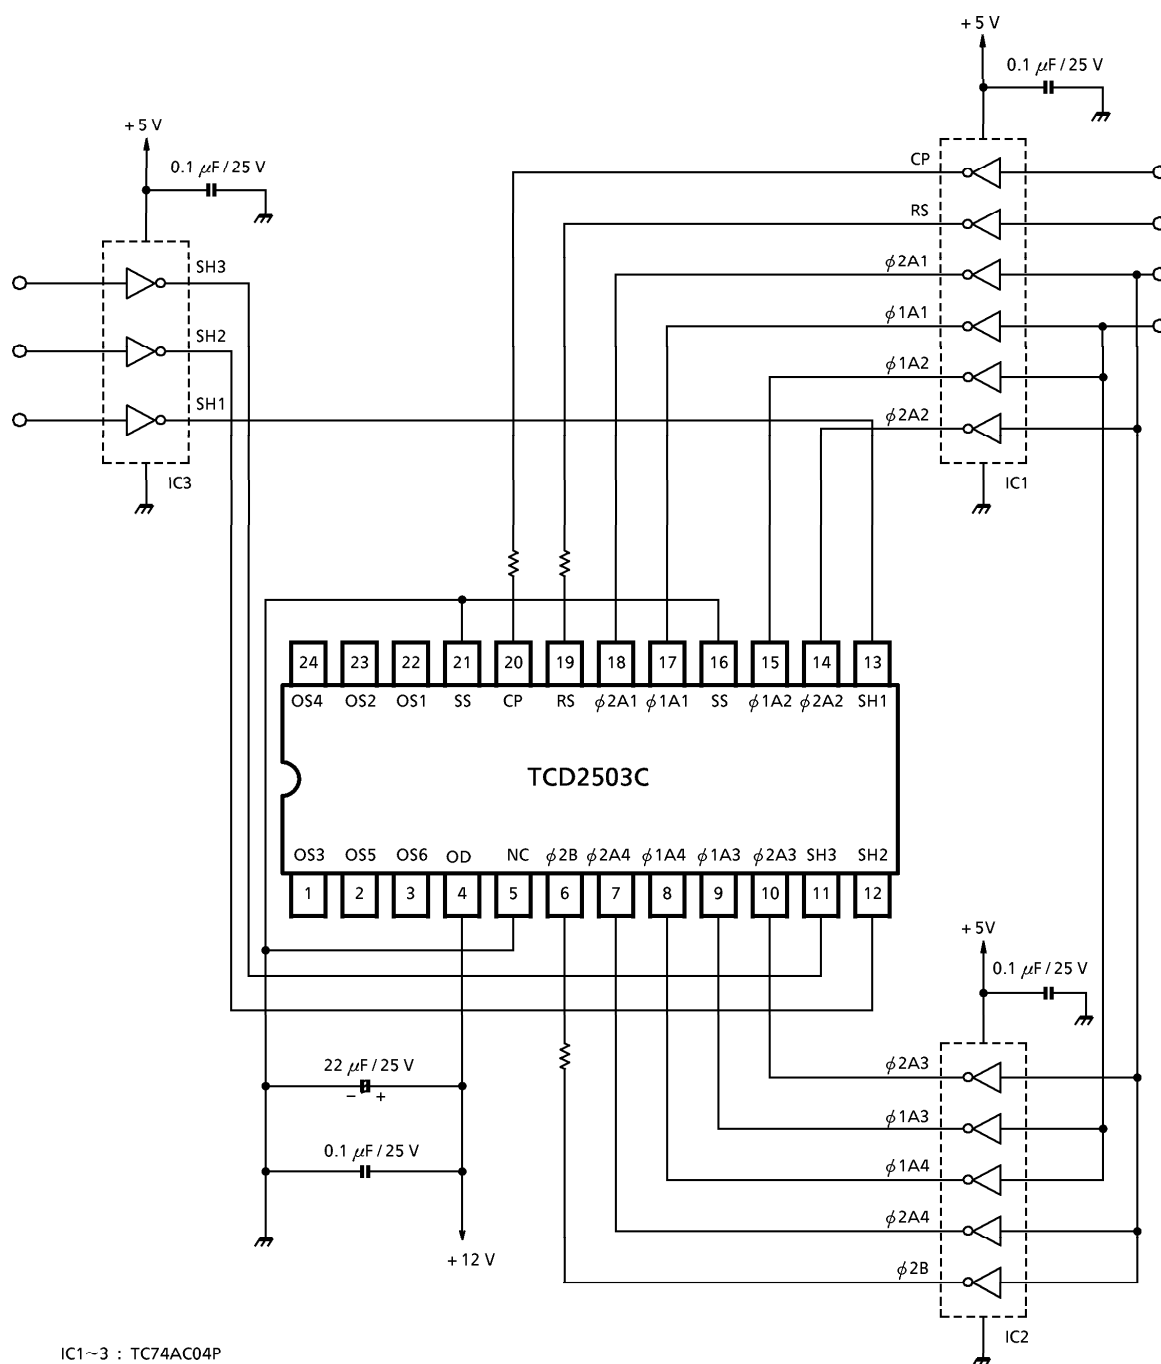 +5 V
0.1 μF/25 V
+5 V
0.1 μF/25 V
CP
RS
SH3
ϕ2A1
SH2
ϕ1A1
ϕ1A2
SH1
ϕ2A2
IC3
IC1
24 23 22 21 20 19 18 17 16 15 14 13
OS4 OS2 OS1 SS CP RS ϕ2A1 ϕ1A1 SS ϕ1A2 ϕ2A2 SH1
TCD2503C
OS3 OS5 OS6 OD NC ϕ2B ϕ2A4 ϕ1A4 ϕ1A3 ϕ2A3 SH3 SH2
1 2 3 4 5 6 7 8 9 10 11 12
+5V
0.1 μF/25 V
22 μF/25 V
− +
ϕ2A3
ϕ1A3
0.1 μF/25 V
ϕ1A4
ϕ2A4
+12 V
ϕ2B
IC2
IC1~3 : TC74AC04P